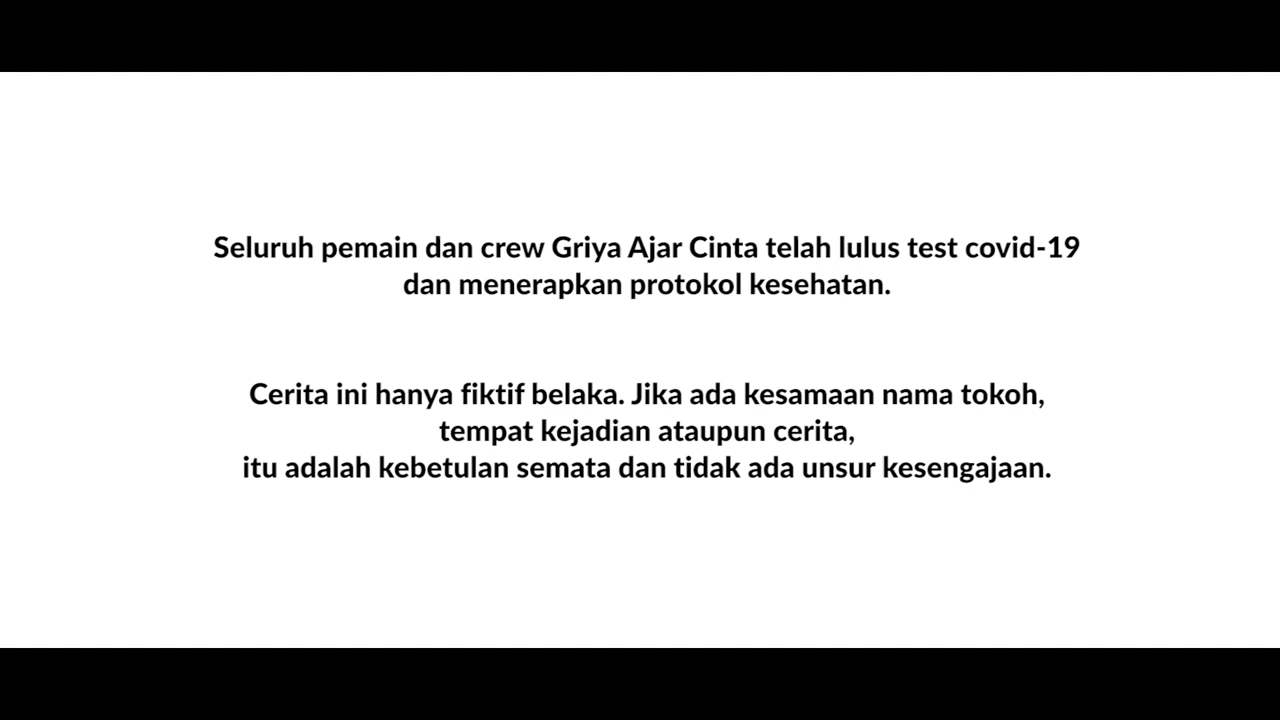 Seluruh pemain dan crew Griya Ajar Cinta telah lulus test covid-19
dan menerapkan protokol kesehatan.
Cerita ini hanya fiktif belaka. Jika ada kesamaan nama tokoh,
tempat kejadian ataupun cerita,
itu adalah kebetulan semata dan tidak ada unsur kesengajaan.